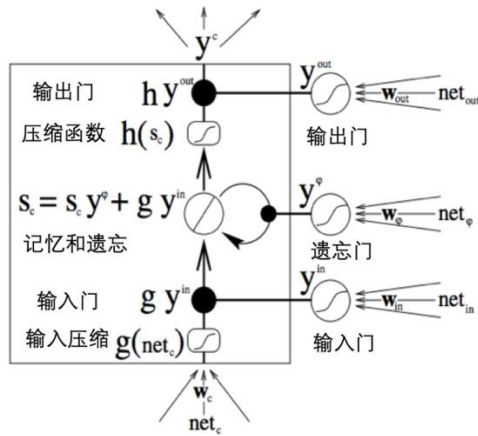 y^c
输出门 h y^out y^out w_out net_out
压缩函数 h(s_c) 输出门
s_c = s_c y^φ + g y^in y^φ w_φ net_φ
记忆和遗忘 遗忘门
输入门 g y^in y^in w_in net_in
输入压缩 g(net_c) 输入门
w_c
net_c